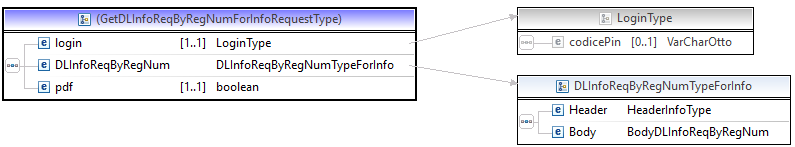 (GetDLInfoReqByRegNumForInfoRequestType)
login [1..1] LoginType
DLInfoReqByRegNum DLInfoReqByRegNumTypeForInfo
pdf [1..1] boolean
LoginType
codicePin [0..1] VarCharOtto
DLInfoReqByRegNumTypeForInfo
Header HeaderInfoType
Body BodyDLInfoReqByRegNum